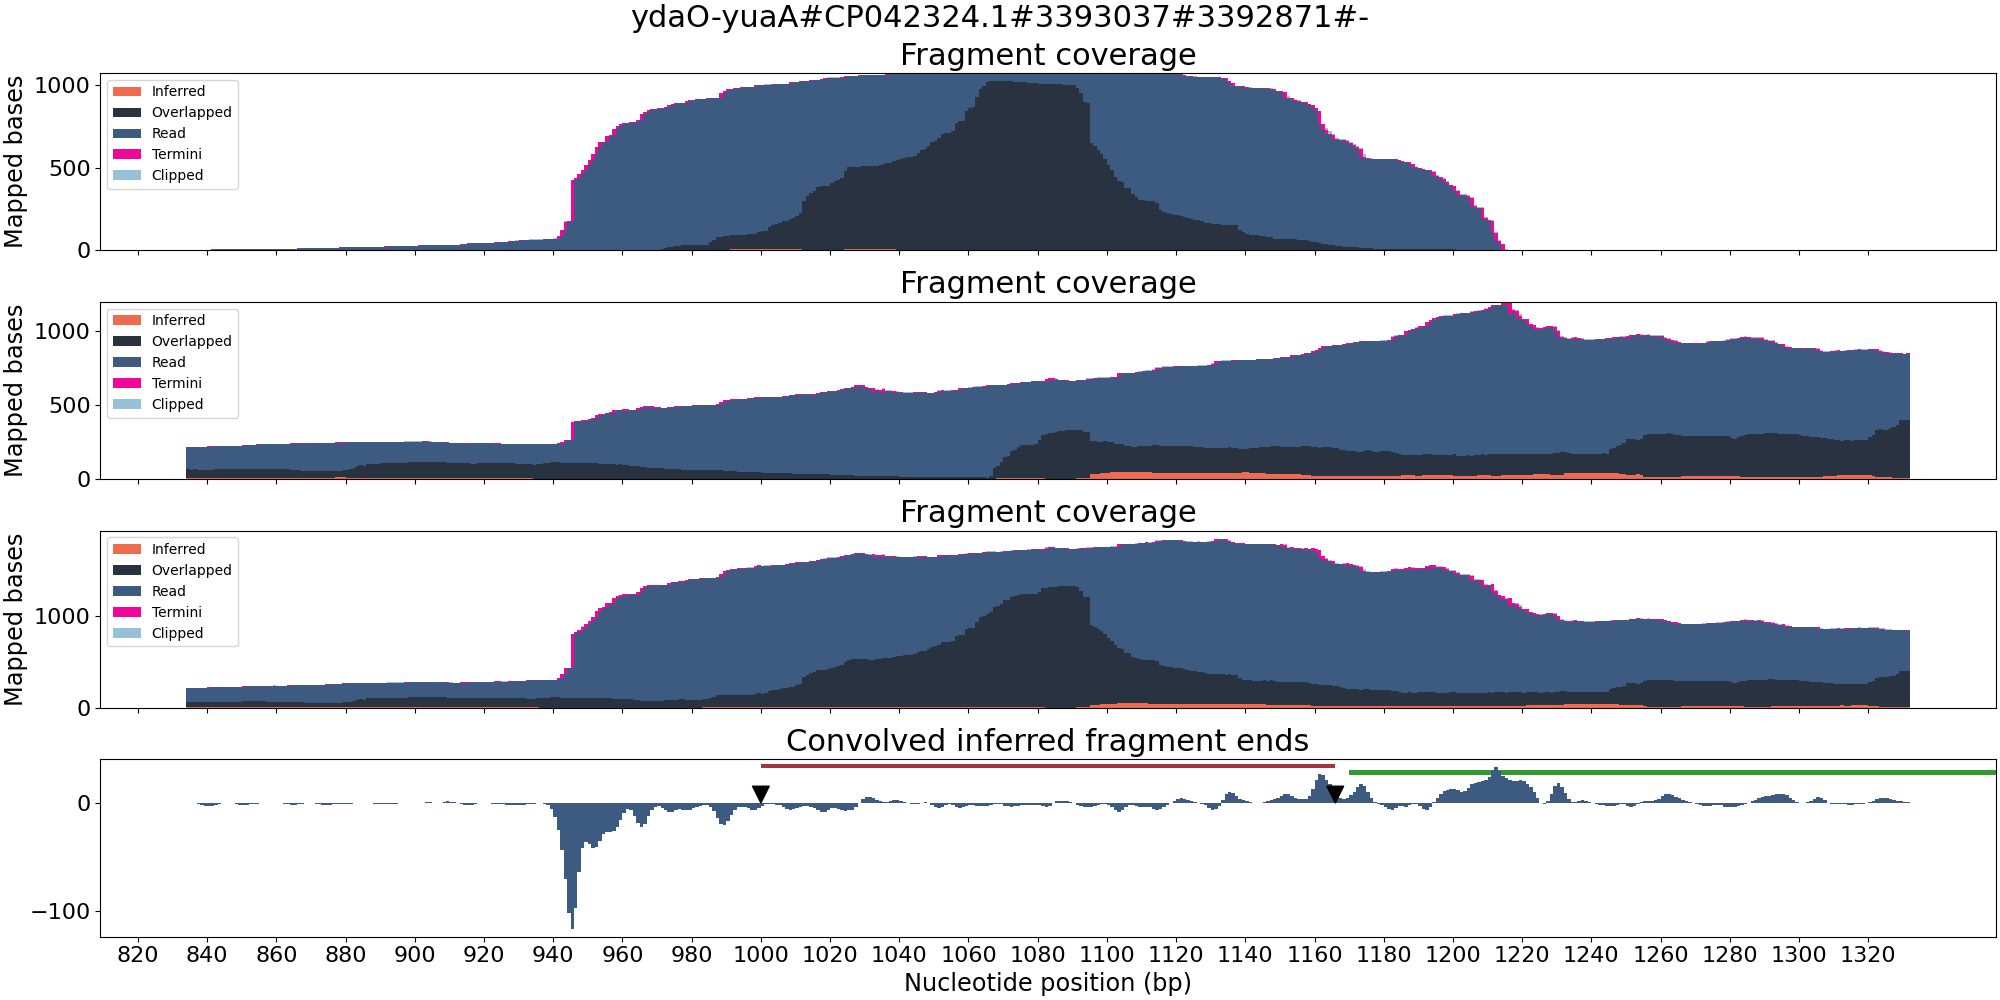 ydaO-yuaA#CP042324.1#3393037#3392871#-
Fragment coverage
Mapped bases
1000
500
0
Inferred
Overlapped
Read
Termini
Clipped
Fragment coverage
Mapped bases
1000
500
0
Inferred
Overlapped
Read
Termini
Clipped
Fragment coverage
Mapped bases
1000
0
Inferred
Overlapped
Read
Termini
Clipped
Convolved inferred fragment ends
0
−100
820 840 860 880 900 920 940 960 980 1000 1020 1040 1060 1080 1100 1120 1140 1160 1180 1200 1220 1240 1260 1280 1300 1320
Nucleotide position (bp)